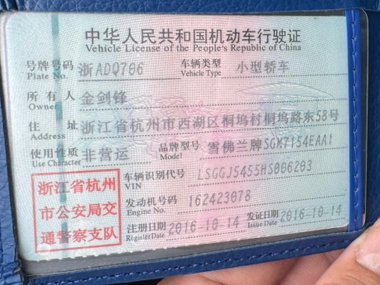 中华人民共和国机动车行驶证
Vehicle License of the People's Republic of China
号牌号码 浙ADQ706 车辆类型 小型轿车
Plate No. Vehicle Type
所有人 金剑锋
Owner
住址 浙江省杭州市西湖区桐坞村桐坞路东58号
Address
使用性质 非营运 品牌型号 雪佛兰牌SGM7154EAA1
Use Character Model
浙江省杭州
市公安局交
通警察支队
车辆识别代号 LSGGJ5455HS006203
VIN
发动机号码 162423078
Engine No.
注册日期 2016-10-14 发证日期 2016-10-14
Register Date Issue Date